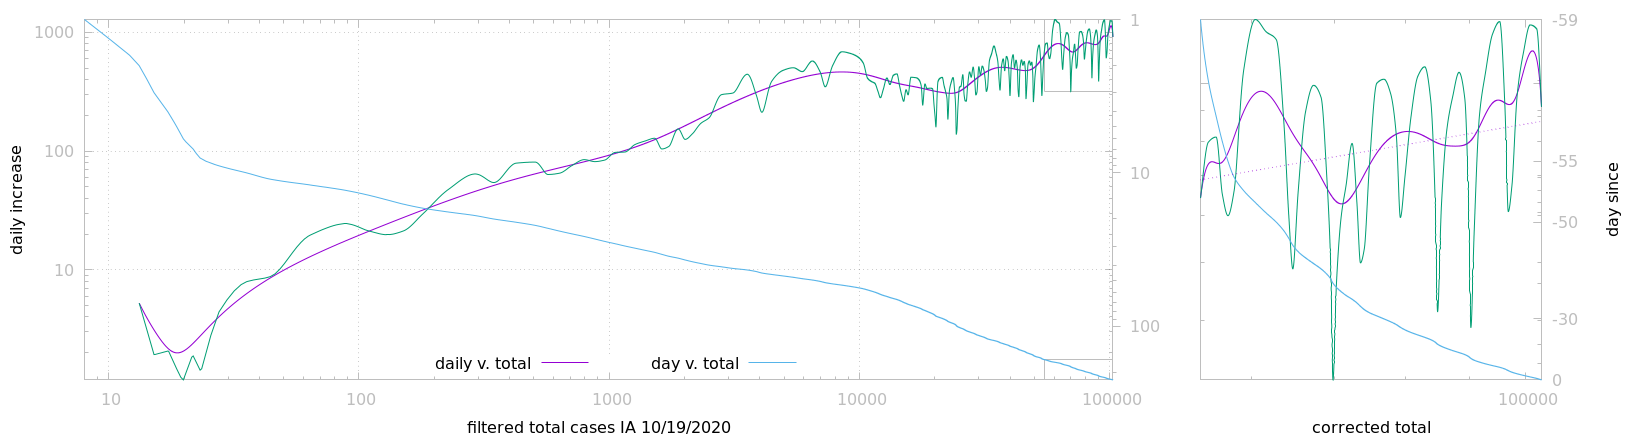 1000
100
10
daily increase
1
10
100
daily v. total
day v. total
10
100
1000
10000
100000
filtered total cases IA 10/19/2020
-59
-55
-50
-30
0
day since
100000
corrected total